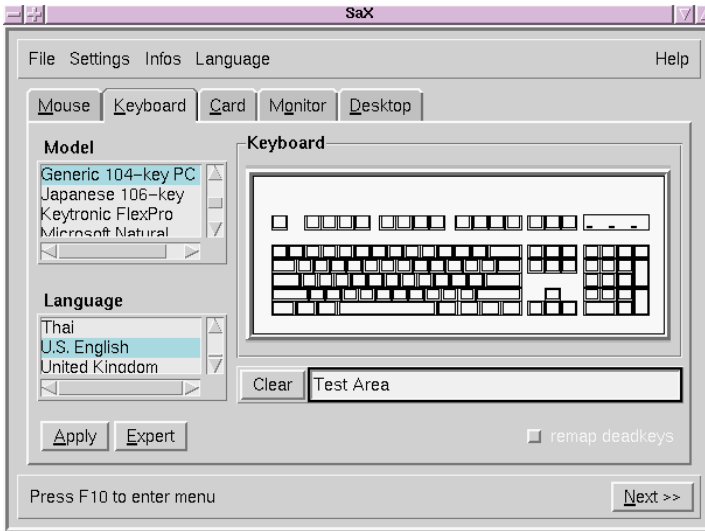 SaX
File Settings Infos Language Help
Mouse Keyboard Card Monitor Desktop
Model
Generic 104-key PC
Japanese 106-key
Keytronic FlexPro
Microsoft Natural
Language
Thai
U.S. English
United Kingdom
Keyboard
Clear Test Area
Apply Expert
remap deadkeys
Press F10 to enter menu
Next >>